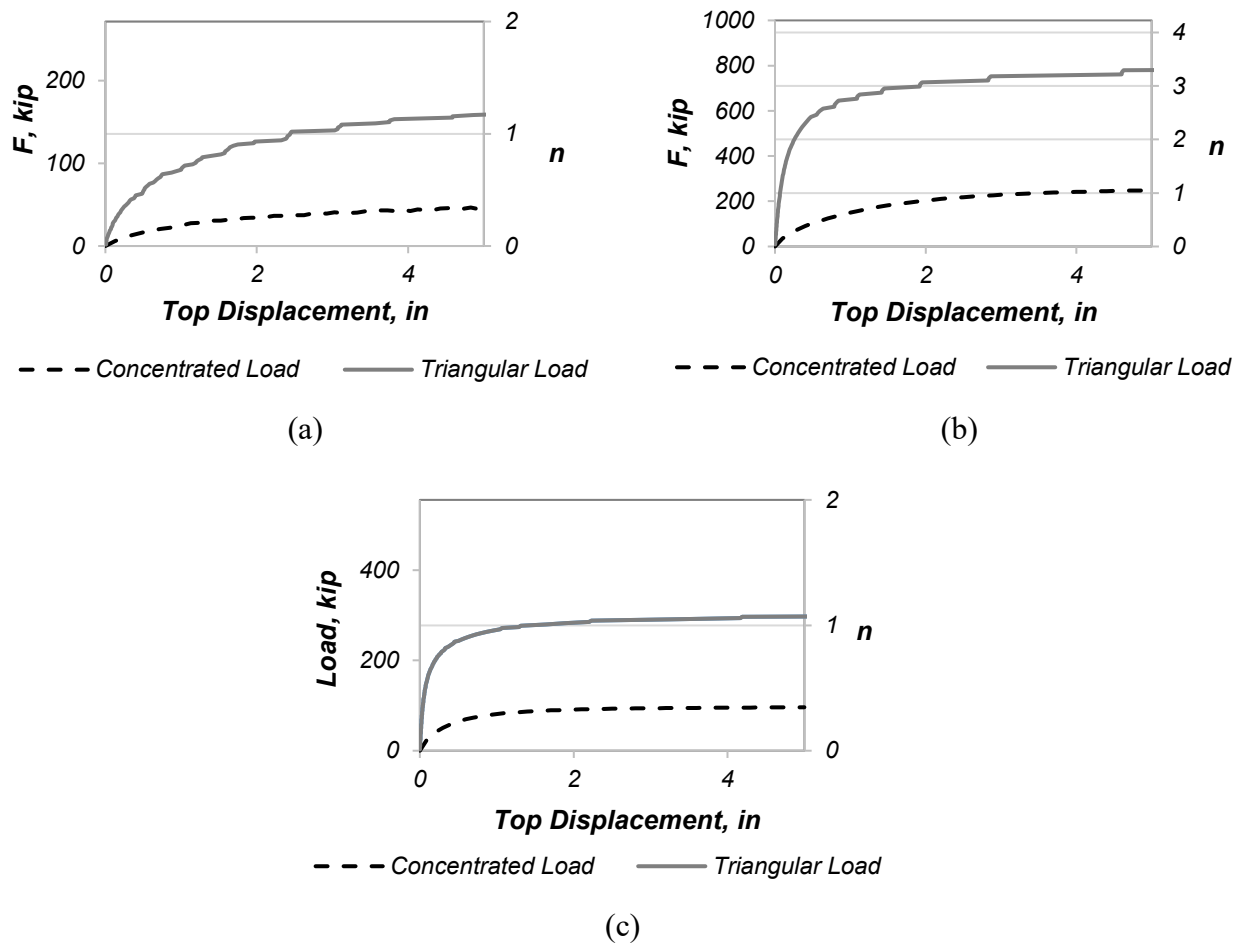 2
200
F, kip
100
1
n
0
0
0 2 4
Top Displacement, in
Concentrated Load Triangular Load
(a)
1000
800
600
F, kip
400
200
0
4
3
2
n
1
0
0 2 4
Top Displacement, in
Concentrated Load Triangular Load
(b)
2
400
Load, kip
200
0
1
n
0
0 2 4
Top Displacement, in
Concentrated Load Triangular Load
(c)